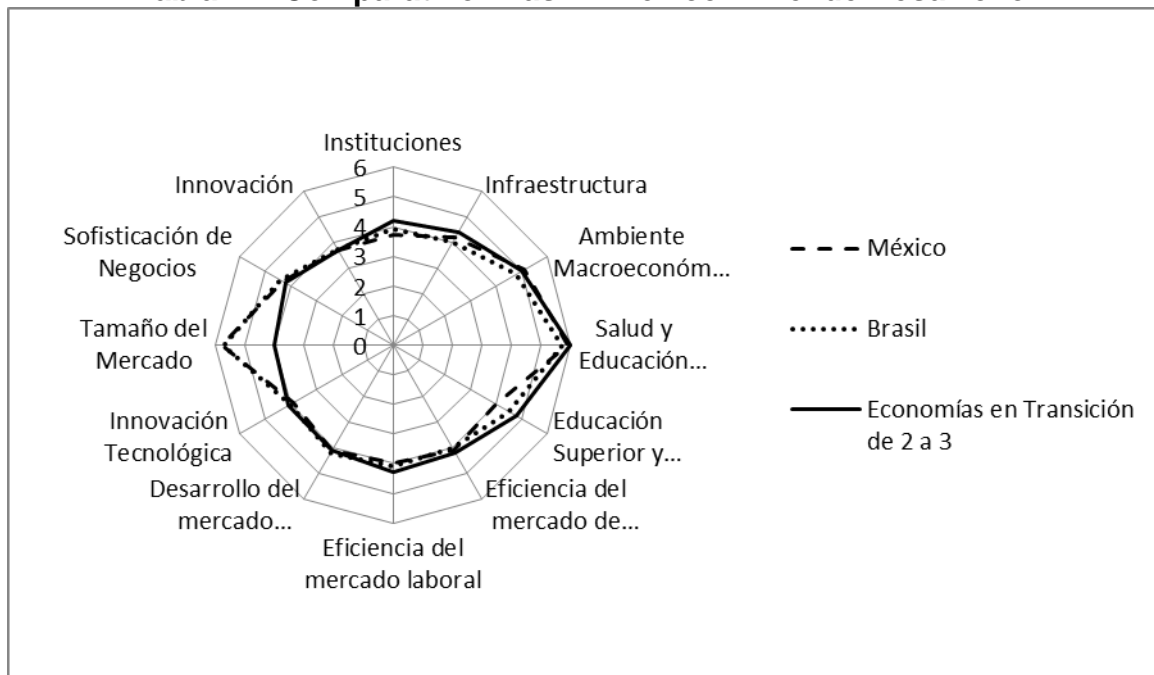 Instituciones
6
5
4
3
2
1
0
Infraestructura
Ambiente
Macroeconóm...
Salud y
Educación...
Educación
Superior y...
Eficiencia del
mercado de...
Eficiencia del
mercado laboral
Desarrollo del
mercado...
Innovación
Tecnológica
Tamaño del
Mercado
Sofisticación de
Negocios
Innovación
México
Brasil
Economías en Transición
de 2 a 3